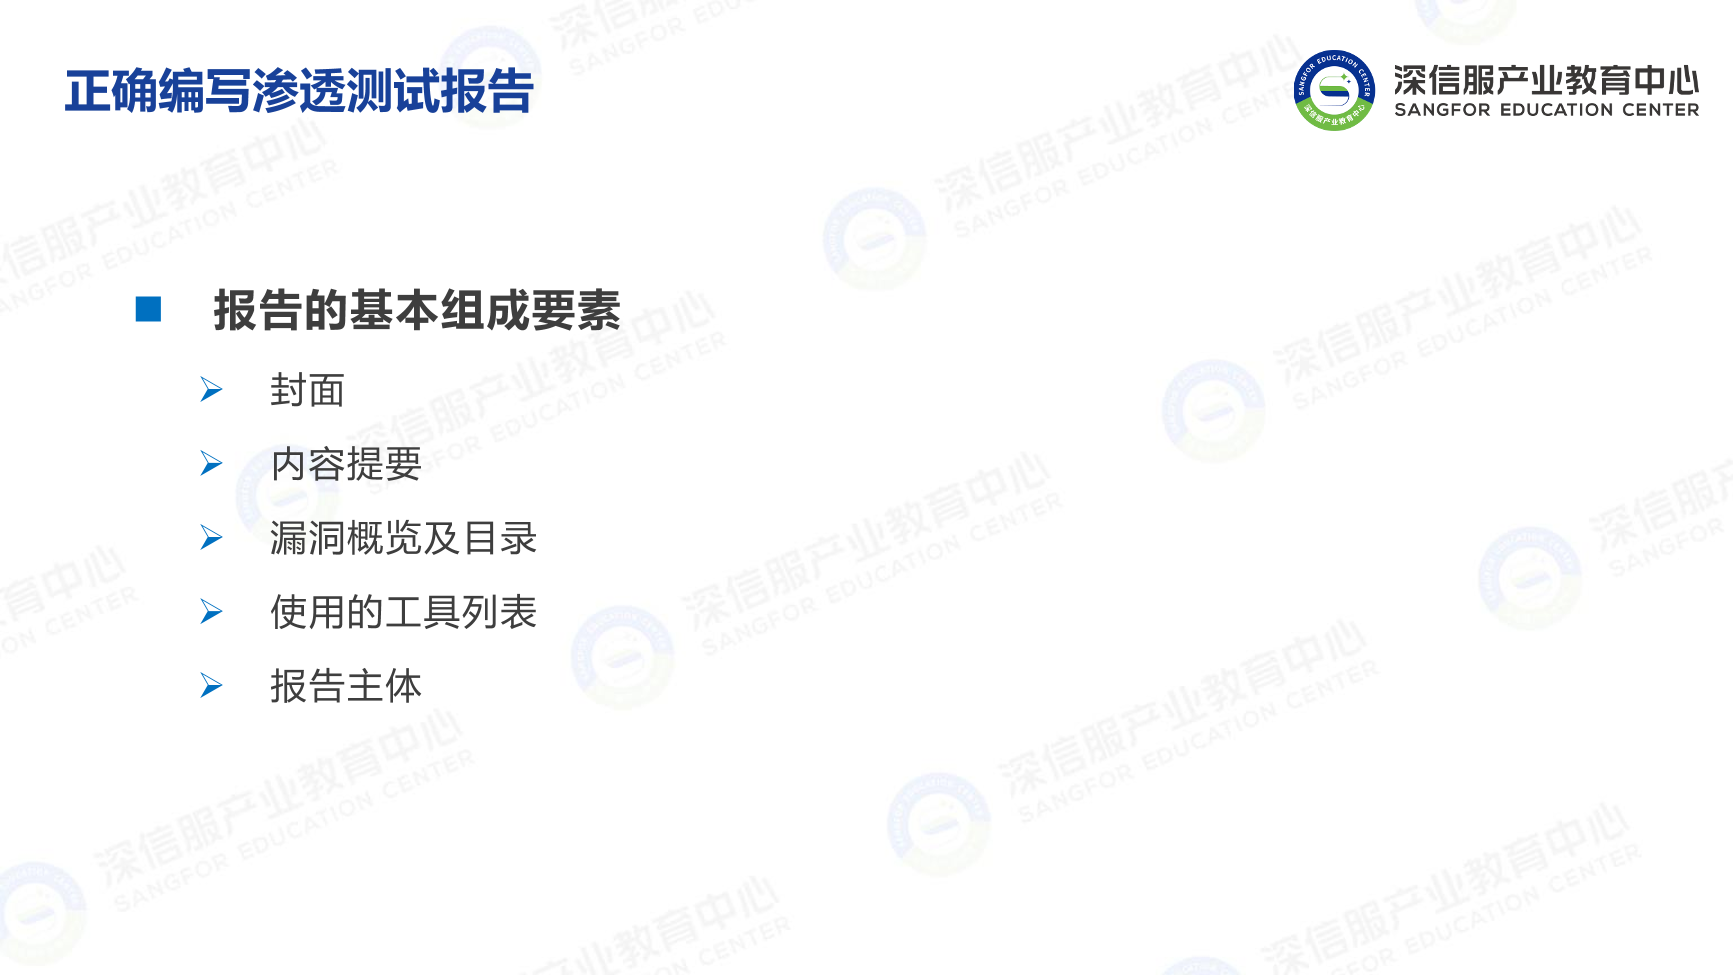 正确编写渗透测试报告
深信服产业教育中心
SANGFOR EDUCATION CENTER
报告的基本组成要素
封面
内容提要
漏洞概览及目录
使用的工具列表
报告主体